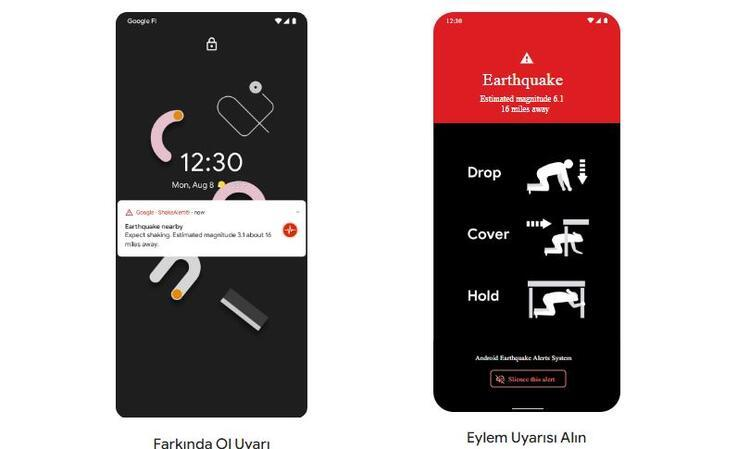 Google Fi
12:30
Mon, Aug 8
Google · ShakeAlert® · now
Earthquake nearby
Expect shaking. Estimated magnitude 3.1 about 16
miles away.
Farkında Ol Uyarı
12:30
Earthquake
Estimated magnitude 6.1
16 miles away
Drop
Cover
Hold
Android Earthquake Alerts System
Silence this alert
Eylem Uyarısı Alın